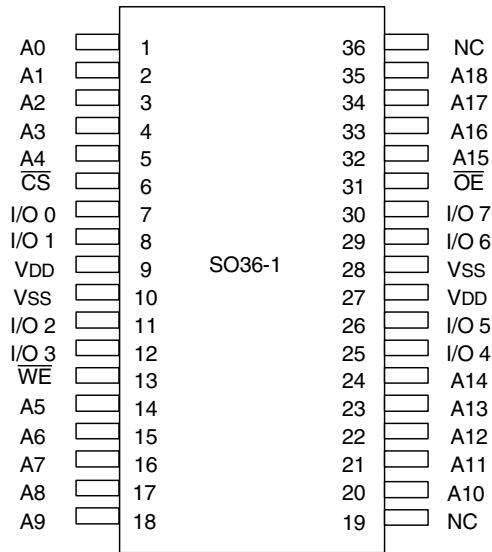 A0 1 36 NC
A1 2 35 A18
A2 3 34 A17
A3 4 33 A16
A4 5 32 A15
C̅S̅ 6 31 O̅E̅
I/O 0 7 30 I/O 7
I/O 1 8 29 I/O 6
VDD 9 SO36-1 28 VSS
VSS 10 27 VDD
I/O 2 11 26 I/O 5
I/O 3 12 25 I/O 4
W̅E̅ 13 24 A14
A5 14 23 A13
A6 15 22 A12
A7 16 21 A11
A8 17 20 A10
A9 18 19 NC